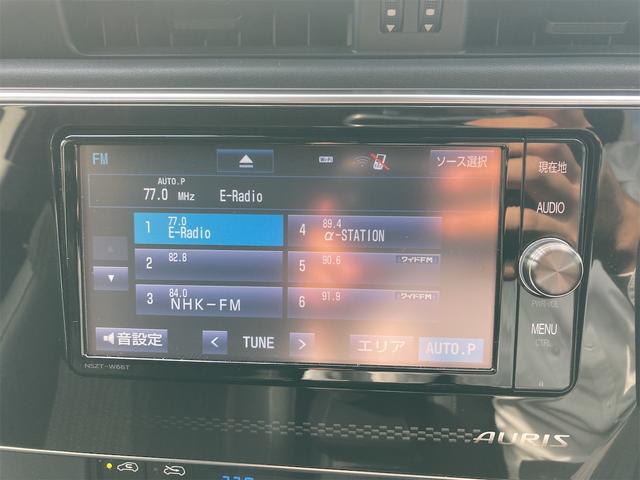 FM
Wi-Fi
ソース選択
AUTO.P
77.0 MHz E-Radio
1 77.0 E-Radio
2 82.8
3 84.0 NHK-FM
4 89.4 α-STATION
5 90.6 ワイドFM
6 91.9 ワイドFM
音設定
< TUNE >
エリア
AUTO.P
NSZT-W66T
現在地
AUDIO
PWR・VOL
MENU
CTRL
AURIS